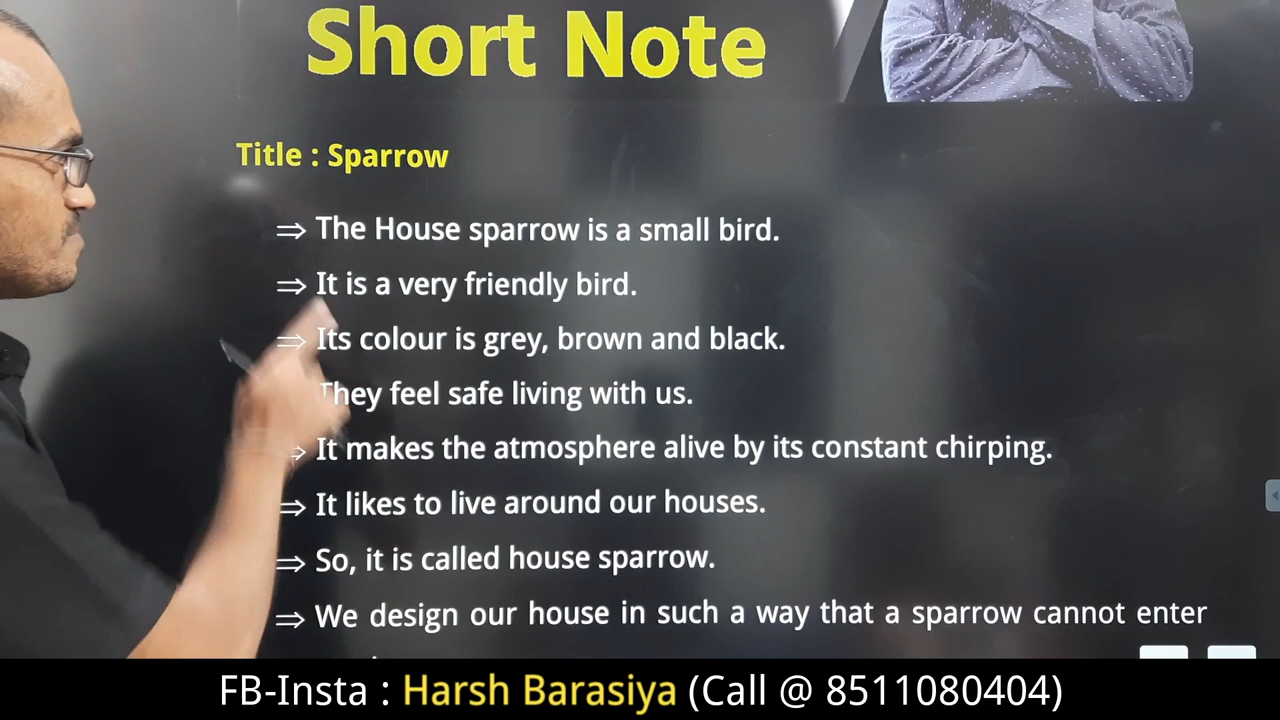 Short Note
Title : Sparrow
⇒ The House sparrow is a small bird.
⇒ It is a very friendly bird.
⇒ Its colour is grey, brown and black.
They feel safe living with us.
⇒ It makes the atmosphere alive by its constant chirping.
⇒ It likes to live around our houses.
⇒ So, it is called house sparrow.
⇒ We design our house in such a way that a sparrow cannot enter
FB-Insta : Harsh Barasiya (Call @ 8511080404)